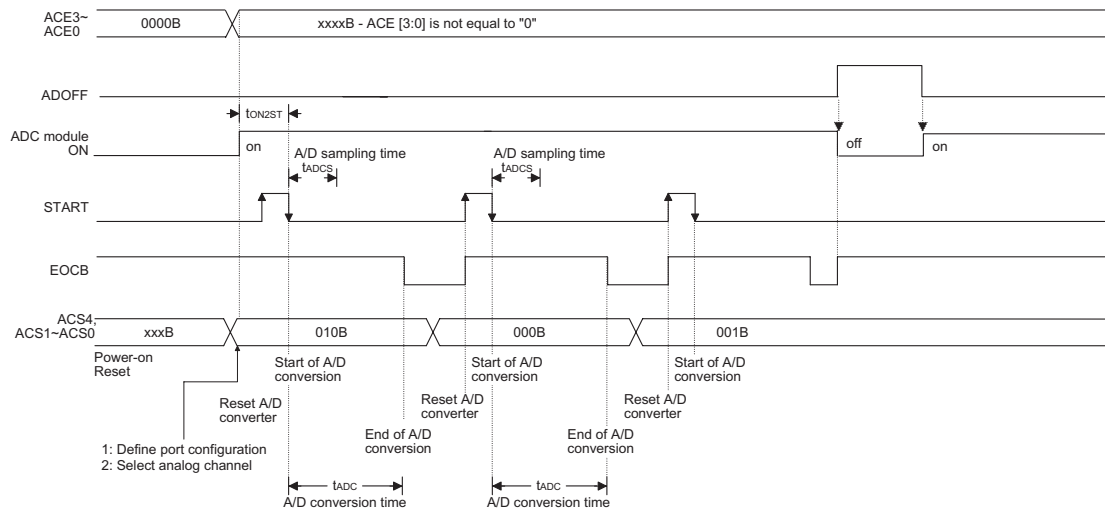 ACE3~
ACE0
0000B
xxxxB - ACE [3:0] is not equal to "0"
ADOFF
tON2ST
ADC module
ON
on
off
on
A/D sampling time
tADCS
A/D sampling time
tADCS
START
EOCB
ACS4,
ACS1~ACS0
xxxB
010B
000B
001B
Power-on
Reset
Start of A/D
conversion
Start of A/D
conversion
Start of A/D
conversion
Reset A/D
converter
Reset A/D
converter
Reset A/D
converter
End of A/D
conversion
End of A/D
conversion
1: Define port configuration
2: Select analog channel
tADC
A/D conversion time
tADC
A/D conversion time